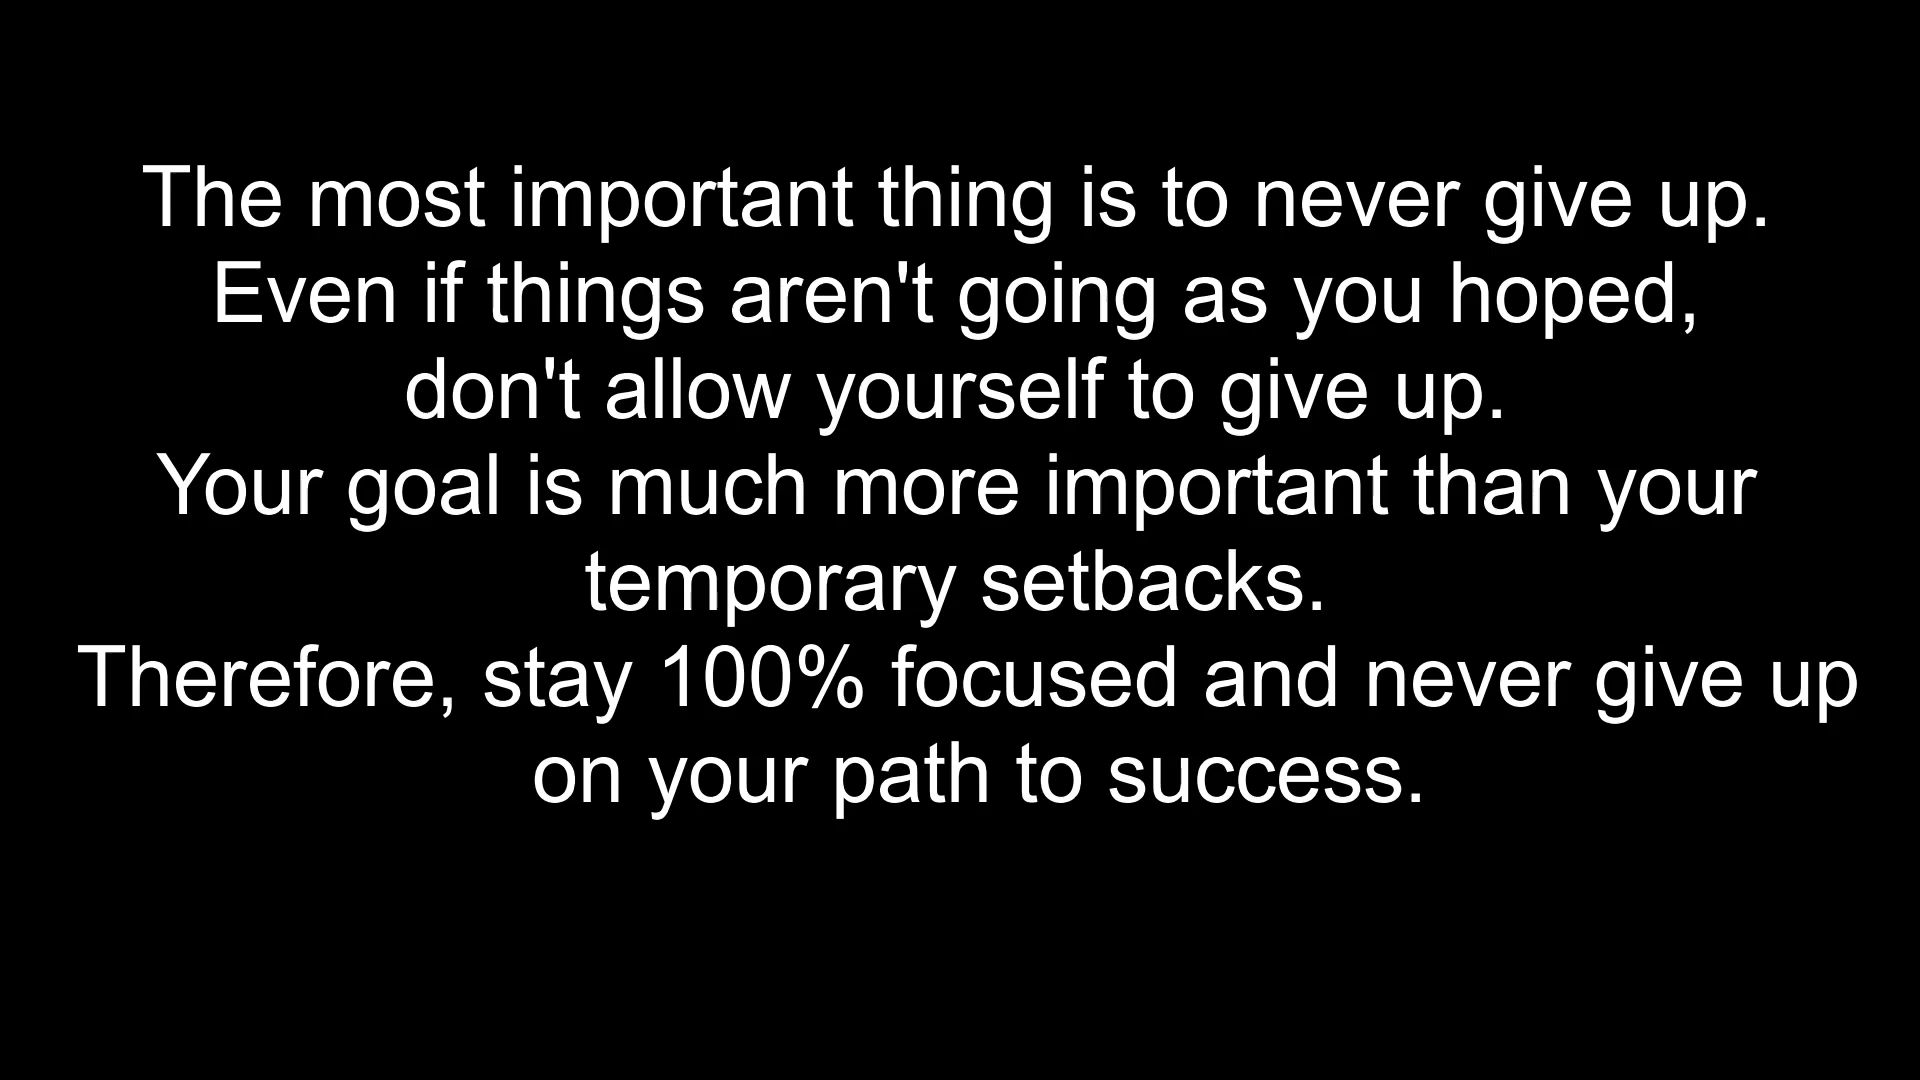 The most important thing is to never give up.
Even if things aren't going as you hoped,
don't allow yourself to give up.
Your goal is much more important than your
temporary setbacks.
Therefore, stay 100% focused and never give up
on your path to success.